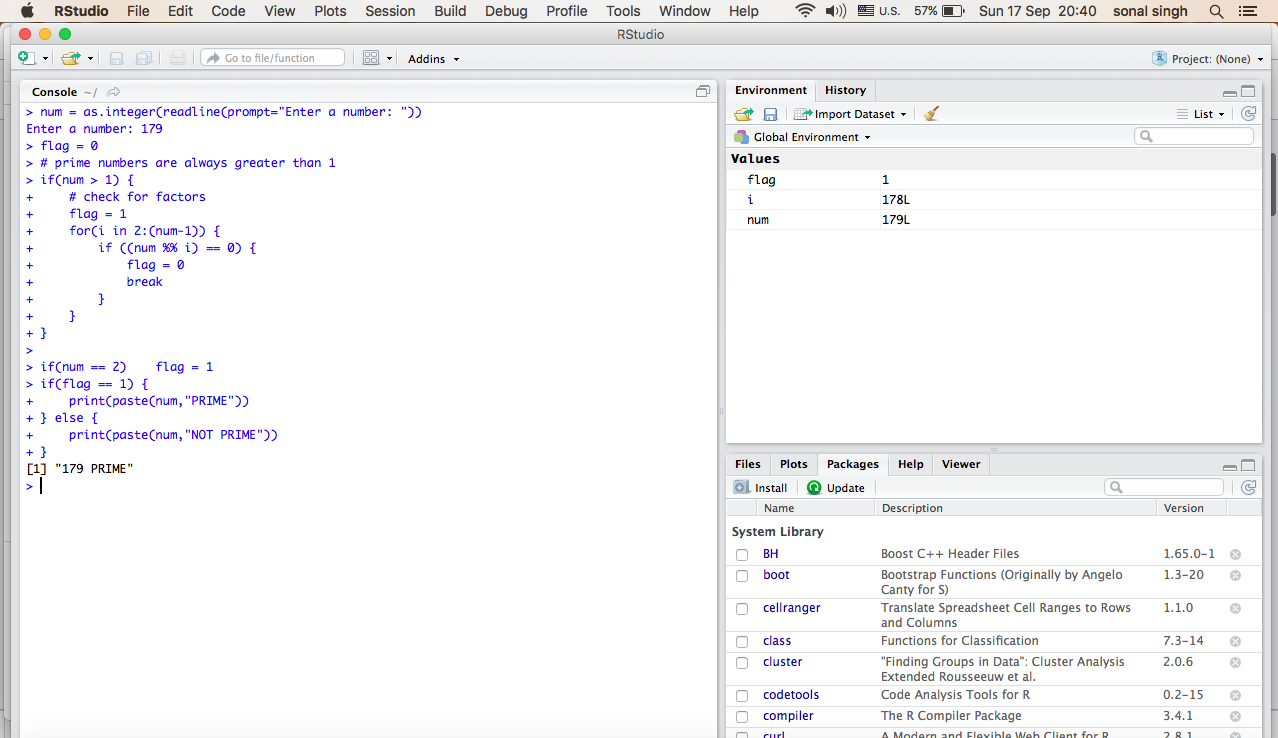 RStudio File Edit Code View Plots Session Build Debug Profile Tools Window Help U.S. 57% Sun 17 Sep 20:40 sonal singh
RStudio
Go to file/function Addins Project: (None)
Console ~/
> num = as.integer(readline(prompt="Enter a number: "))
Enter a number: 179
> flag = 0
> # prime numbers are always greater than 1
> if(num > 1) {
+     # check for factors
+     flag = 1
+     for(i in 2:(num-1)) {
+         if ((num %% i) == 0) {
+             flag = 0
+             break
+         }
+     }
+ }
>
> if(num == 2)    flag = 1
> if(flag == 1) {
+     print(paste(num,"PRIME"))
+ } else {
+     print(paste(num,"NOT PRIME"))
+ }
[1] "179 PRIME"
>
Environment History
Import Dataset List
Global Environment
Values
flag 1
i 178L
num 179L
Files Plots Packages Help Viewer
Install Update
Name Description Version
System Library
BH Boost C++ Header Files 1.65.0-1
boot Bootstrap Functions (Originally by Angelo 1.3-20
Canty for S)
cellranger Translate Spreadsheet Cell Ranges to Rows 1.1.0
and Columns
class Functions for Classification 7.3-14
cluster "Finding Groups in Data": Cluster Analysis 2.0.6
Extended Rousseeuw et al.
codetools Code Analysis Tools for R 0.2-15
compiler The R Compiler Package 3.4.1
curl A Modern and Flexible Web Client for R 2.8.1